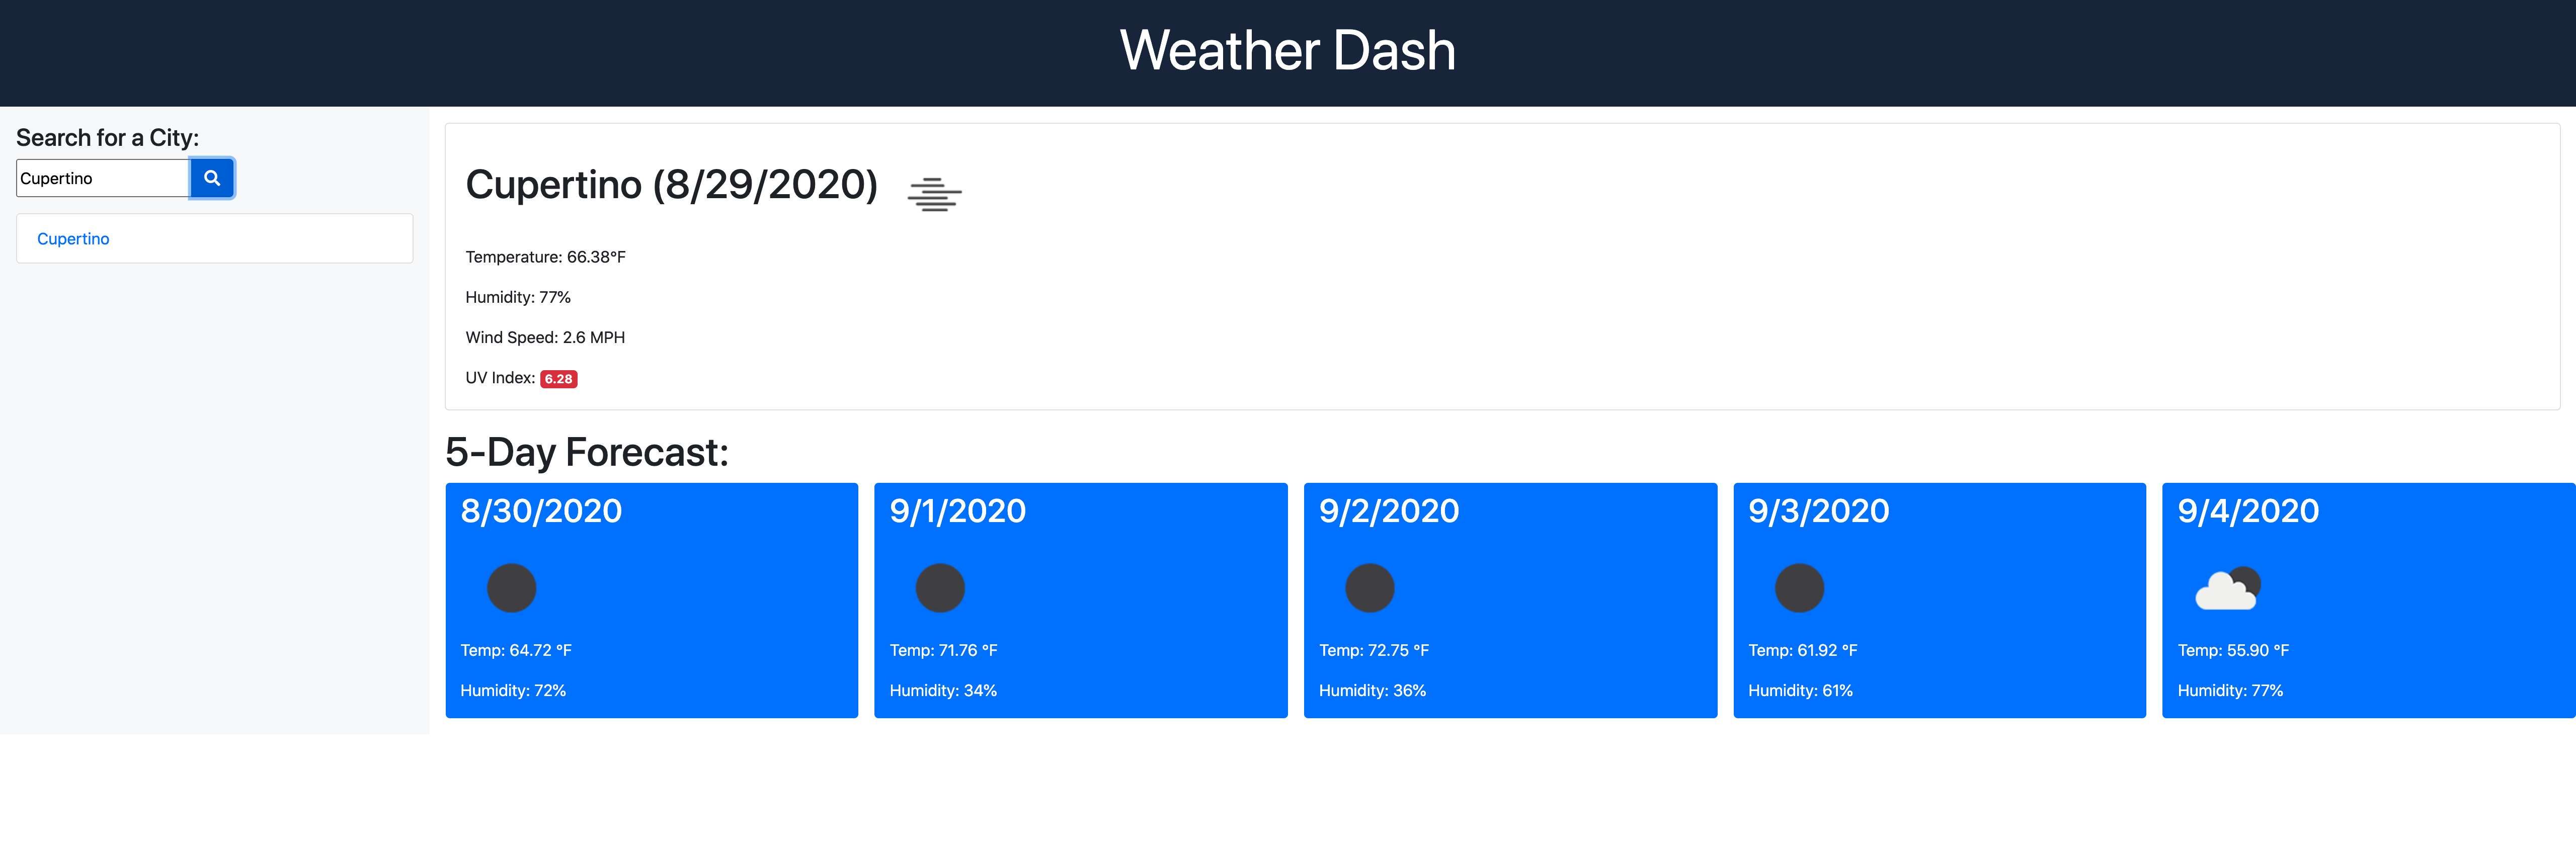 Weather Dash
Search for a City:
Cupertino
Cupertino
Cupertino (8/29/2020)
Temperature: 66.38°F
Humidity: 77%
Wind Speed: 2.6 MPH
UV Index: 6.28
5-Day Forecast:
8/30/2020
Temp: 64.72 °F
Humidity: 72%
9/1/2020
Temp: 71.76 °F
Humidity: 34%
9/2/2020
Temp: 72.75 °F
Humidity: 36%
9/3/2020
Temp: 61.92 °F
Humidity: 61%
9/4/2020
Temp: 55.90 °F
Humidity: 77%